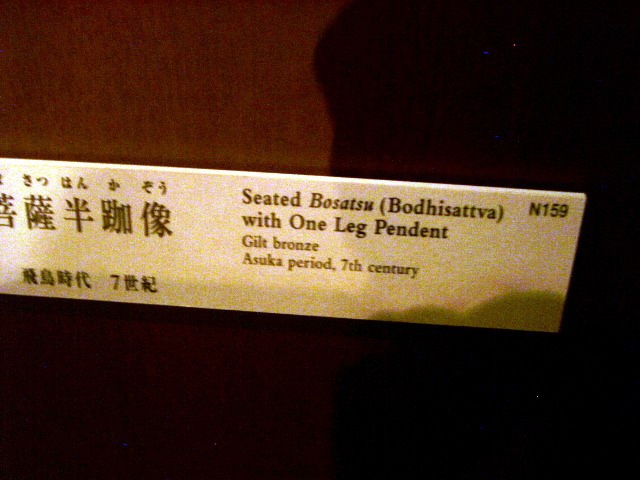 さつはんかぞう
菩薩半跏像
飛鳥時代 7世紀
Seated Bosatsu (Bodhisattva)
with One Leg Pendent
Gilt bronze
Asuka period, 7th century
N159